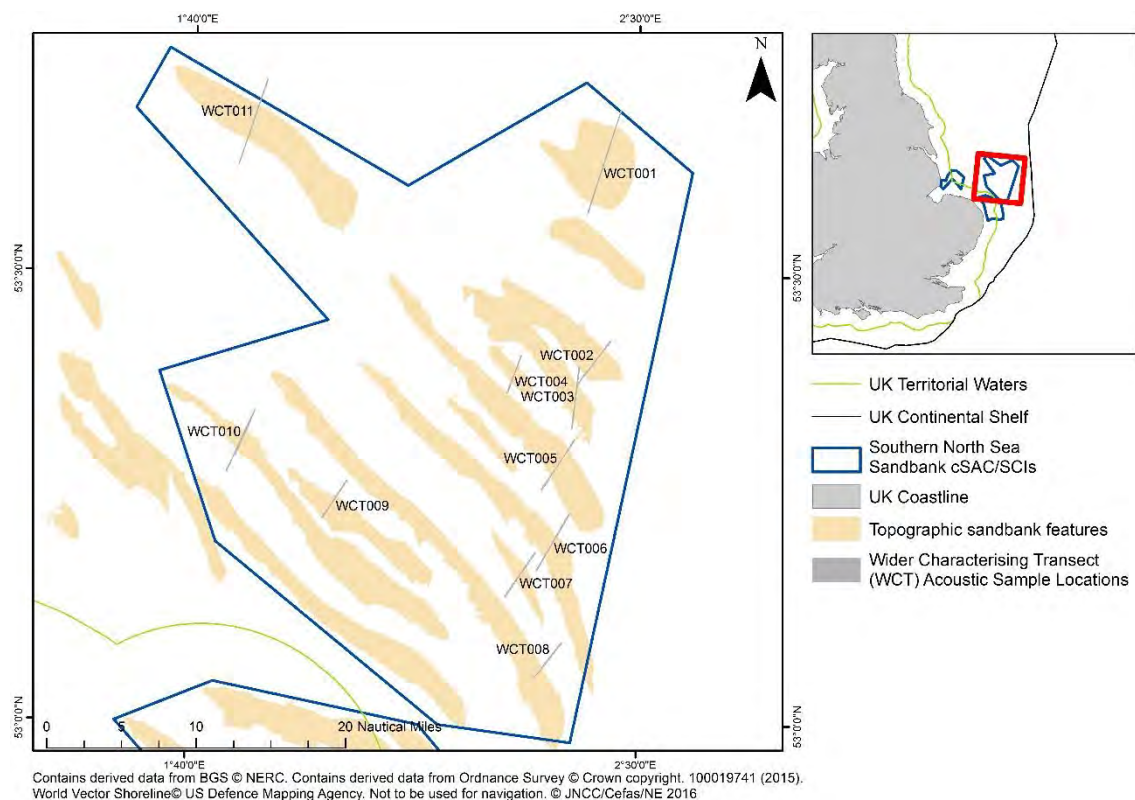 1°40'0"E
2°30'0"E
N
WCT011
WCT001
53°30'0"N
53°30'0"N
WCT002
WCT004
WCT003
WCT010
WCT005
WCT009
WCT006
WCT007
WCT008
53°0'0"N
53°0'0"N
0 5 10 20 Nautical Miles
1°40'0"E
2°30'0"E
UK Territorial Waters
UK Continental Shelf
Southern North Sea
Sandbank cSAC/SCIs
UK Coastline
Topographic sandbank features
Wider Characterising Transect
(WCT) Acoustic Sample Locations
Contains derived data from BGS © NERC. Contains derived data from Ordnance Survey © Crown copyright. 100019741 (2015).
World Vector Shoreline© US Defence Mapping Agency. Not to be used for navigation. © JNCC/Cefas/NE 2016